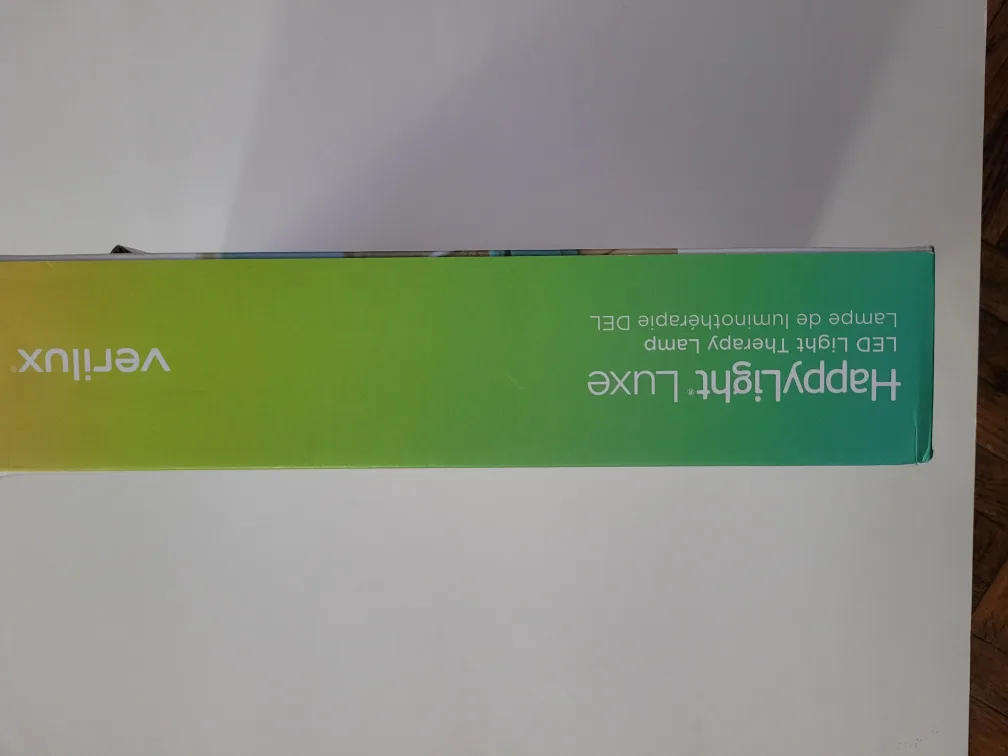 HappyLight® Luxe
LED Light Therapy Lamp
Lampe de luminothérapie DEL
verilux®